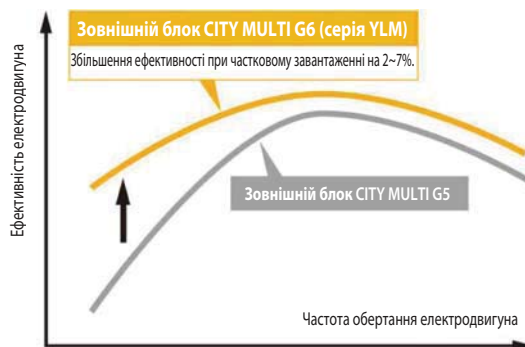 Зовнішній блок CITY MULTI G6 (серія YLM)
Збільшення ефективності при частковому завантаженні на 2~7%.
Ефективність електродвигуна
Зовнішній блок CITY MULTI G5
Частота обертання електродвигуна